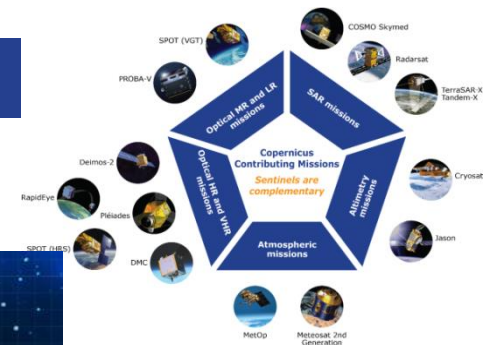 COSMO Skymed
SPOT (VGT)
Radarsat
PROBA-V
TerraSAR-X
Tandem-X
Optical MR and LR
missions
SAR missions
Copernicus
Contributing Missions
Sentinels are
complementary
Deimos-2
RapidEye
Pléiades
SPOT (HRS)
DMC
Optical HR and VHR
missions
Altimetry
missions
Cryosat
Jason
Atmospheric
missions
MetOp
Meteosat 2nd
Generation